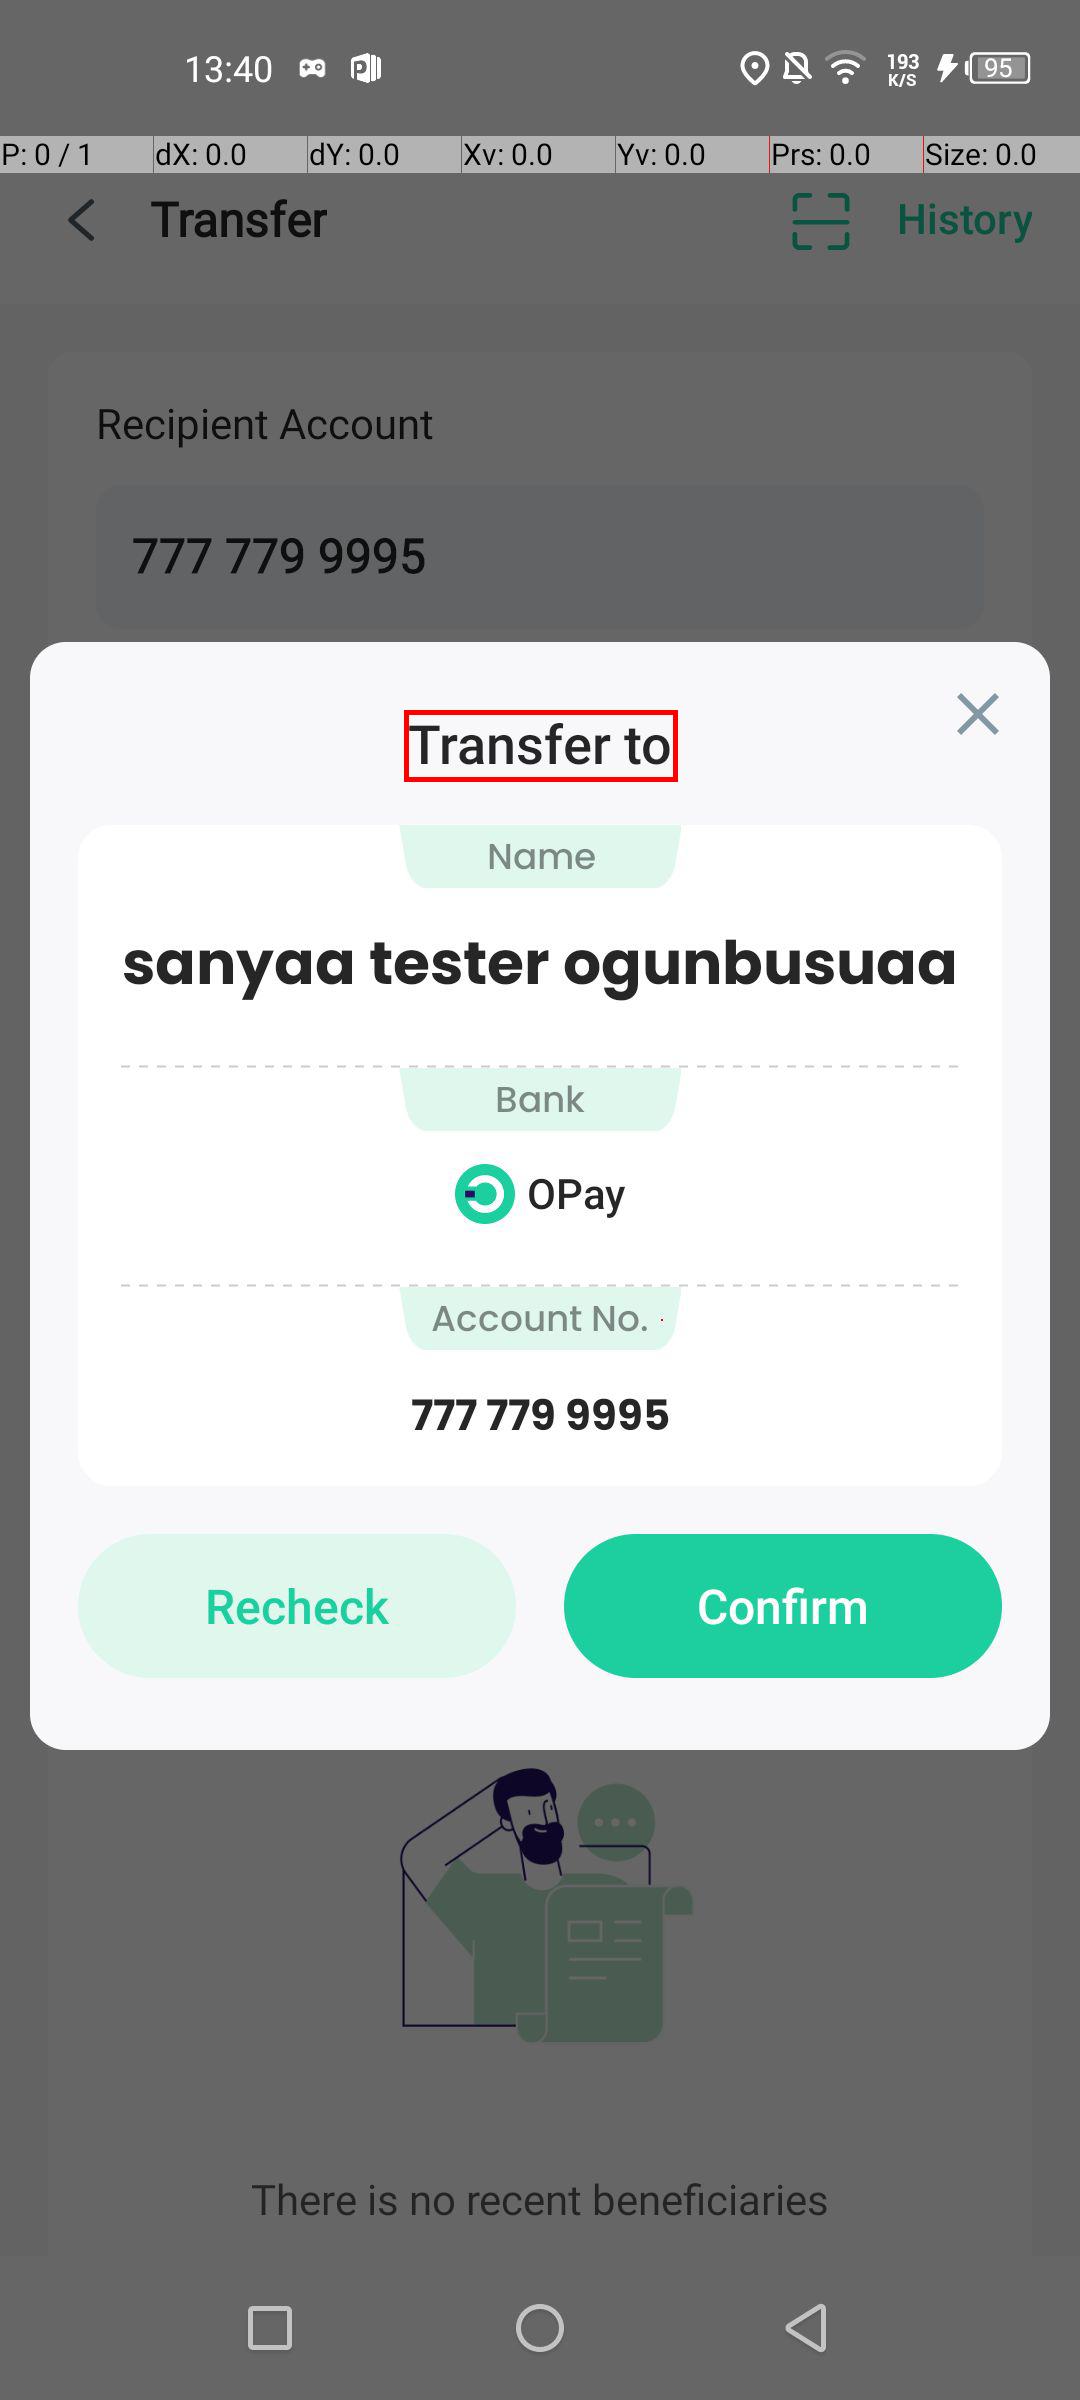 13:40 193 K/S 95
P: 0 / 1 dX: 0.0 dY: 0.0 Xv: 0.0 Yv: 0.0 Prs: 0.0 Size: 0.0
Transfer History
Recipient Account
777 779 9995
Transfer to
Name
sanyaa tester ogunbusuaa
Bank
OPay
Account No.
777 779 9995
Recheck Confirm
There is no recent beneficiaries